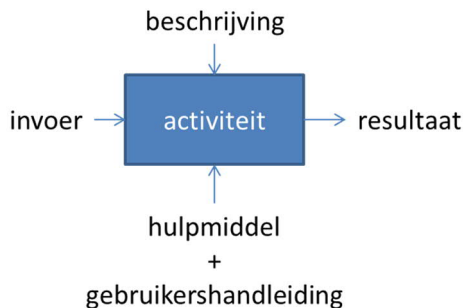 beschrijving
invoer
activiteit
resultaat
hulpmiddel
+
gebruikershandleiding